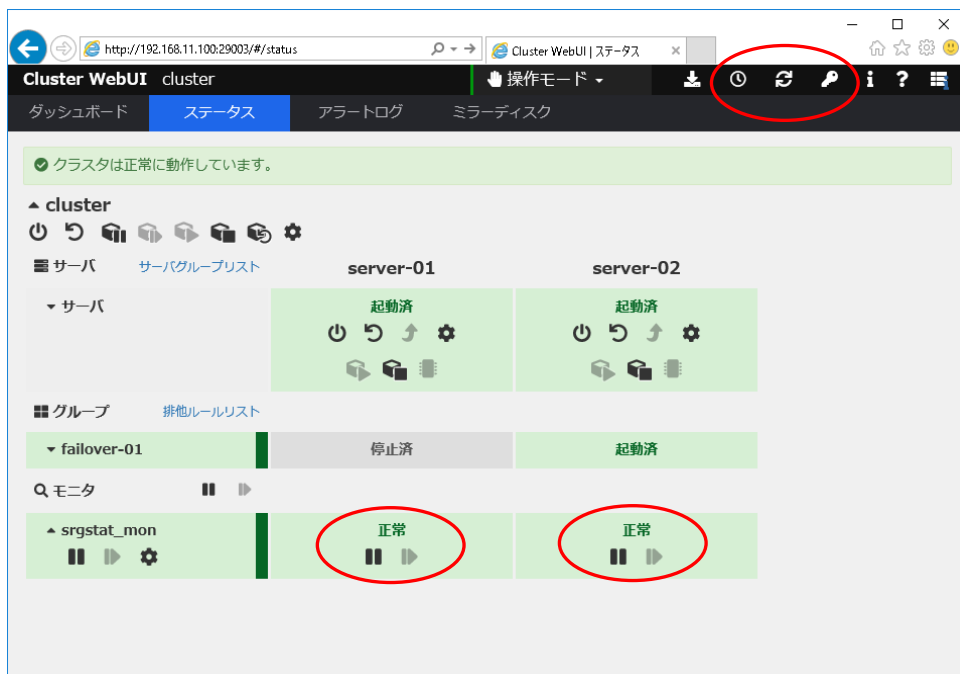 http://192.168.11.100:29003/#/status
Cluster WebUI | ステータス
Cluster WebUI cluster 操作モード
ダッシュボード ステータス アラートログ ミラーディスク
クラスタは正常に動作しています。
cluster
サーバ サーバグループリスト server-01 server-02
サーバ 起動済 起動済
グループ 排他ルールリスト
failover-01 停止済 起動済
モニタ
srgstat_mon 正常 正常